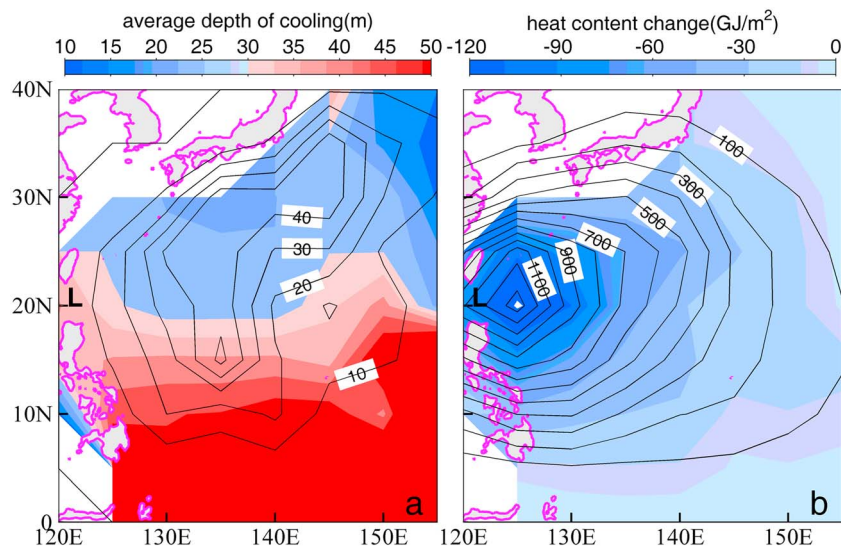 average depth of cooling(m)
10 15 20 25 30 35 40 45 50
heat content change(GJ/m²)
-120 -90 -60 -30 0
40N
30N
20N
10N
0
120E 130E 140E 150E
120E 130E 140E 150E
40
30
20
10
L
a
100
300
500
700
900
1100
L
b